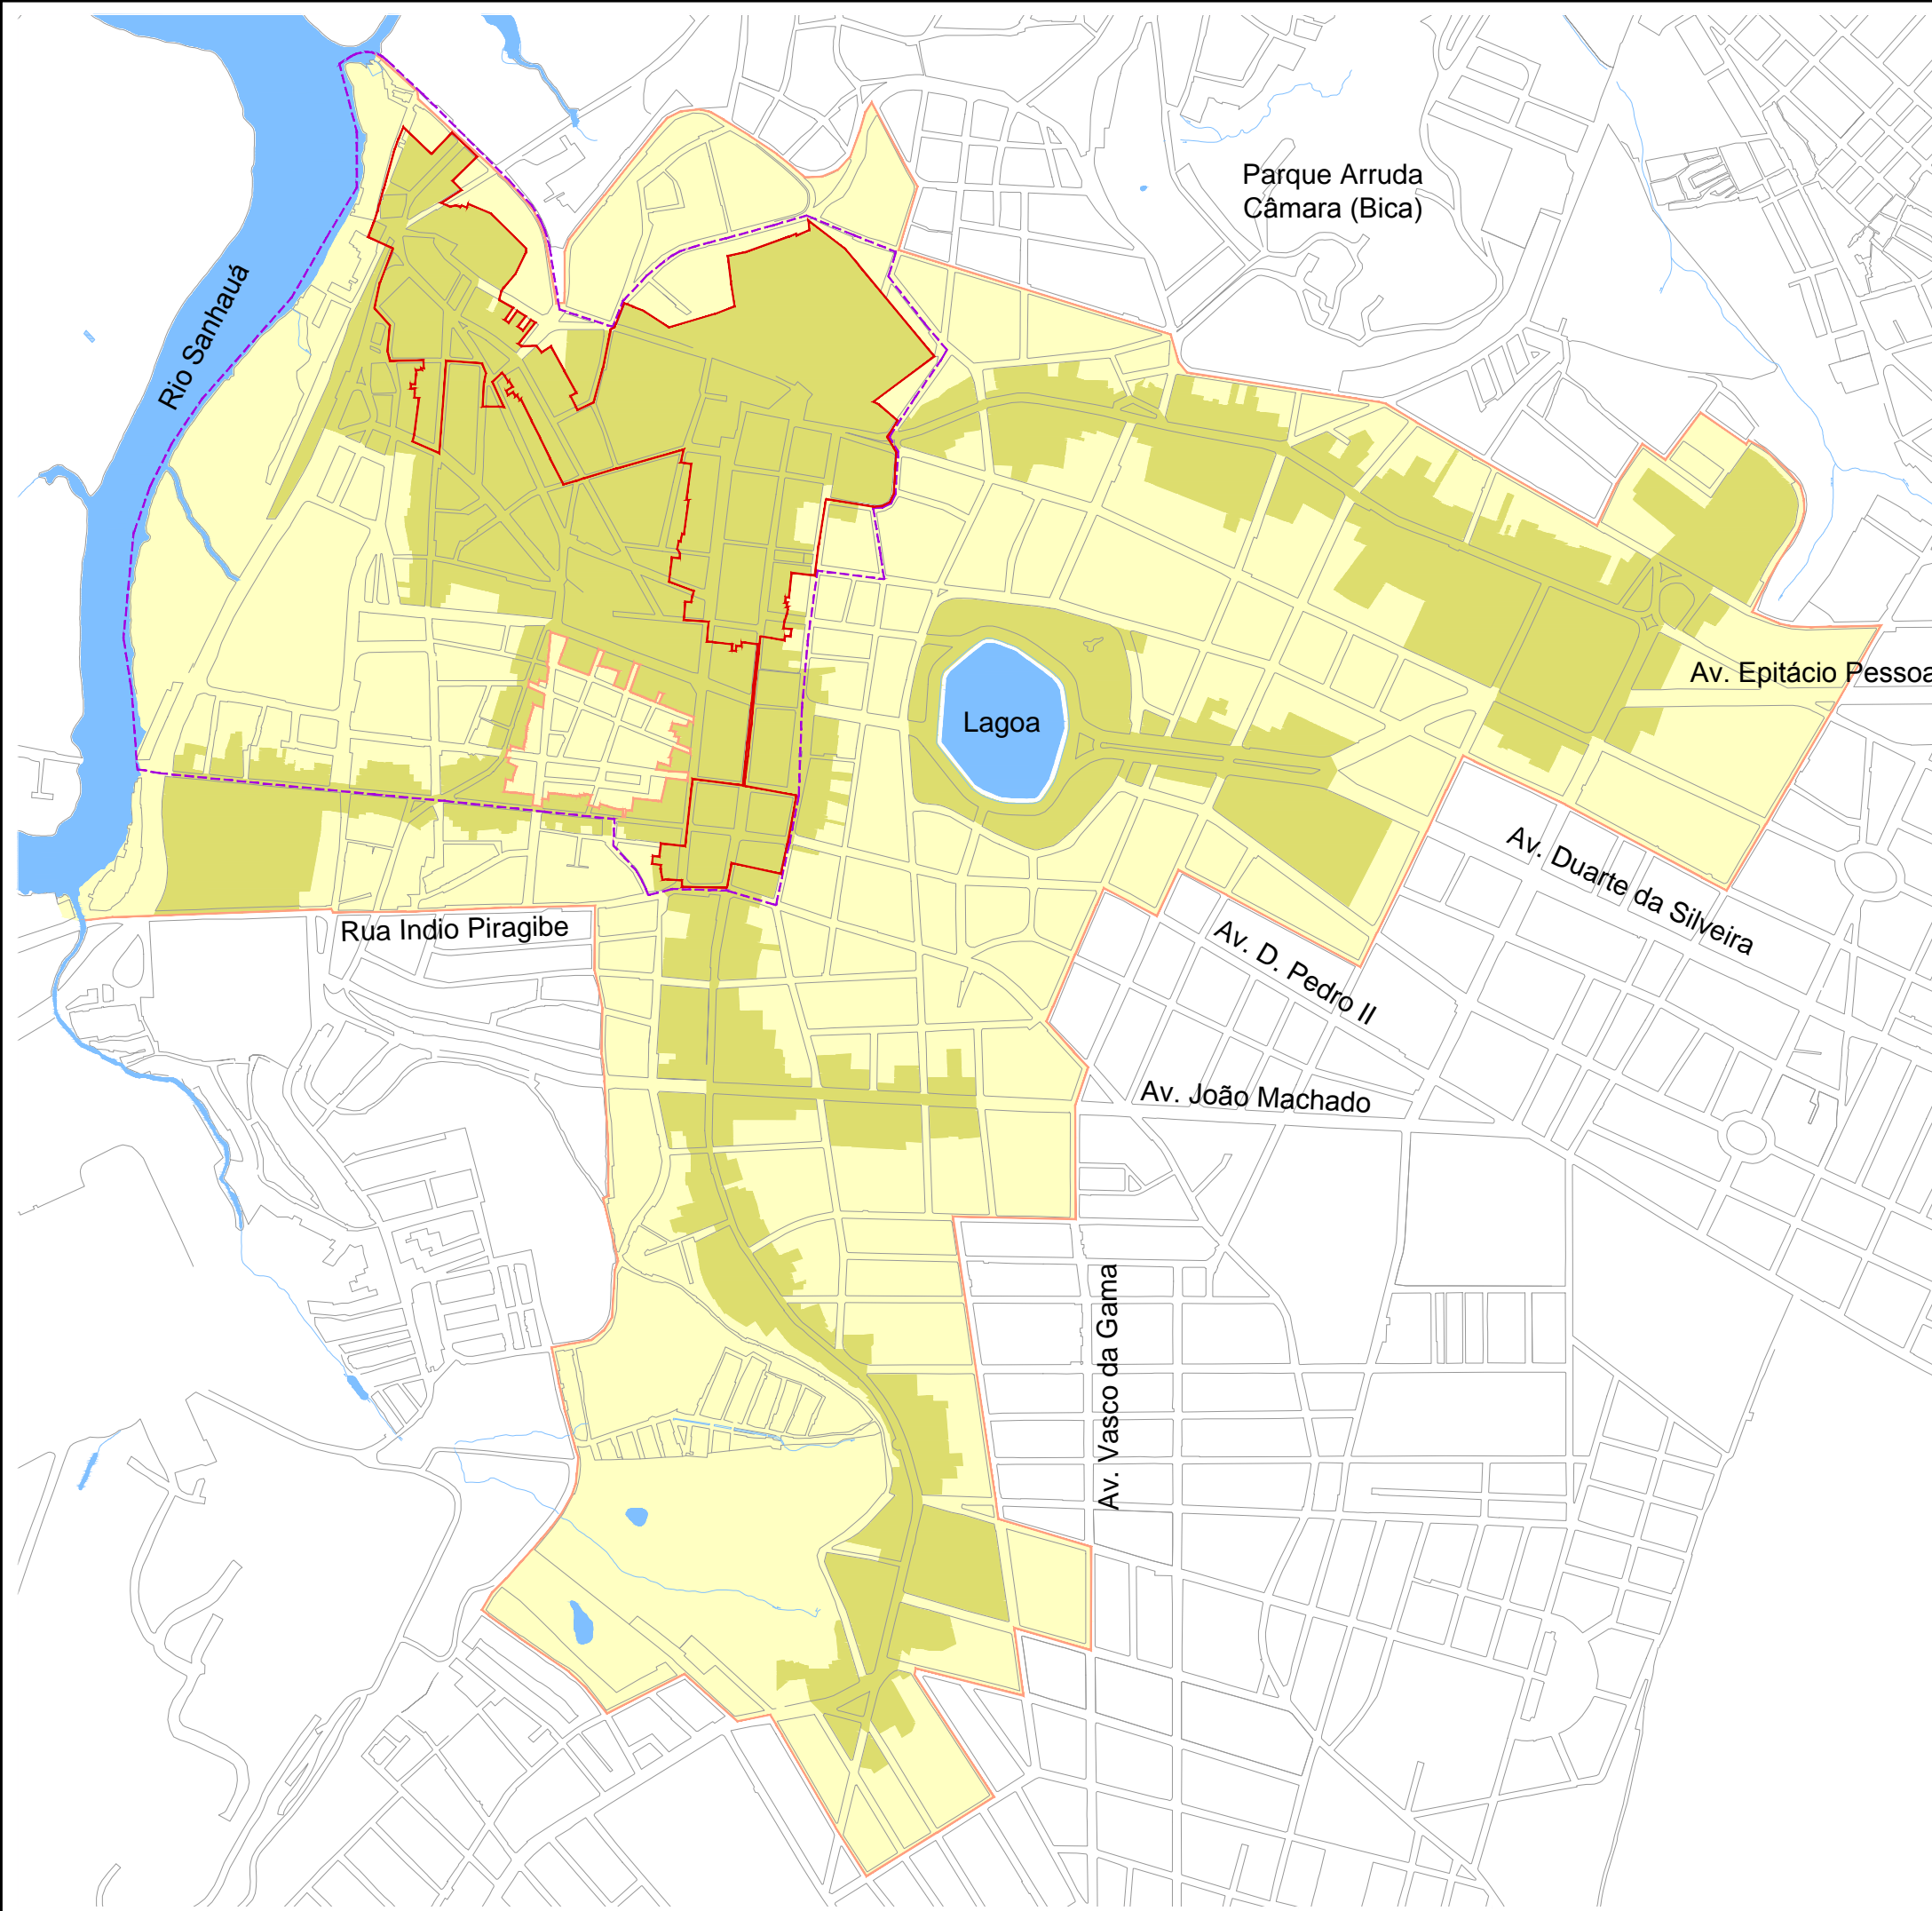 Parque Arruda
Câmara (Bica)
Rio Sanhauá
Av. Epitácio Pessoa
Lagoa
Av. Duarte da Silveira
Rua Indio Piragibe
Av. D. Pedro II
Av. João Machado
Av. Vasco da Gama